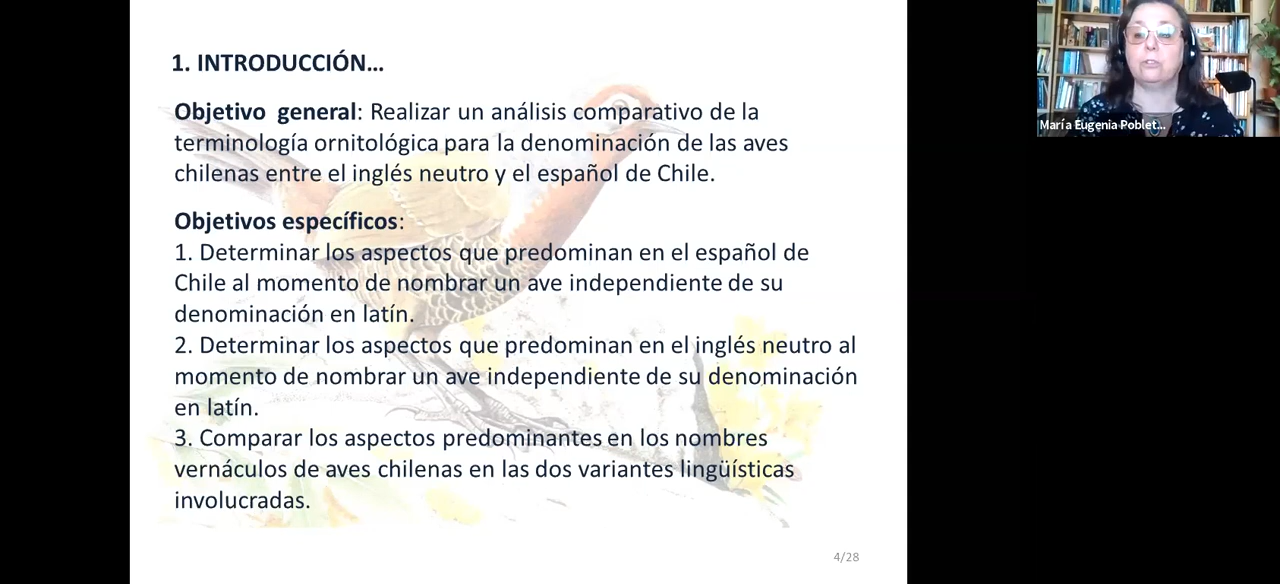 1. INTRODUCCIÓN…
Objetivo general: Realizar un análisis comparativo de la
terminología ornitológica para la denominación de las aves
chilenas entre el inglés neutro y el español de Chile.
Objetivos específicos:
1. Determinar los aspectos que predominan en el español de
Chile al momento de nombrar un ave independiente de su
denominación en latín.
2. Determinar los aspectos que predominan en el inglés neutro al
momento de nombrar un ave independiente de su denominación
en latín.
3. Comparar los aspectos predominantes en los nombres
vernáculos de aves chilenas en las dos variantes lingüísticas
involucradas.
4/28
María Eugenia Poblet...